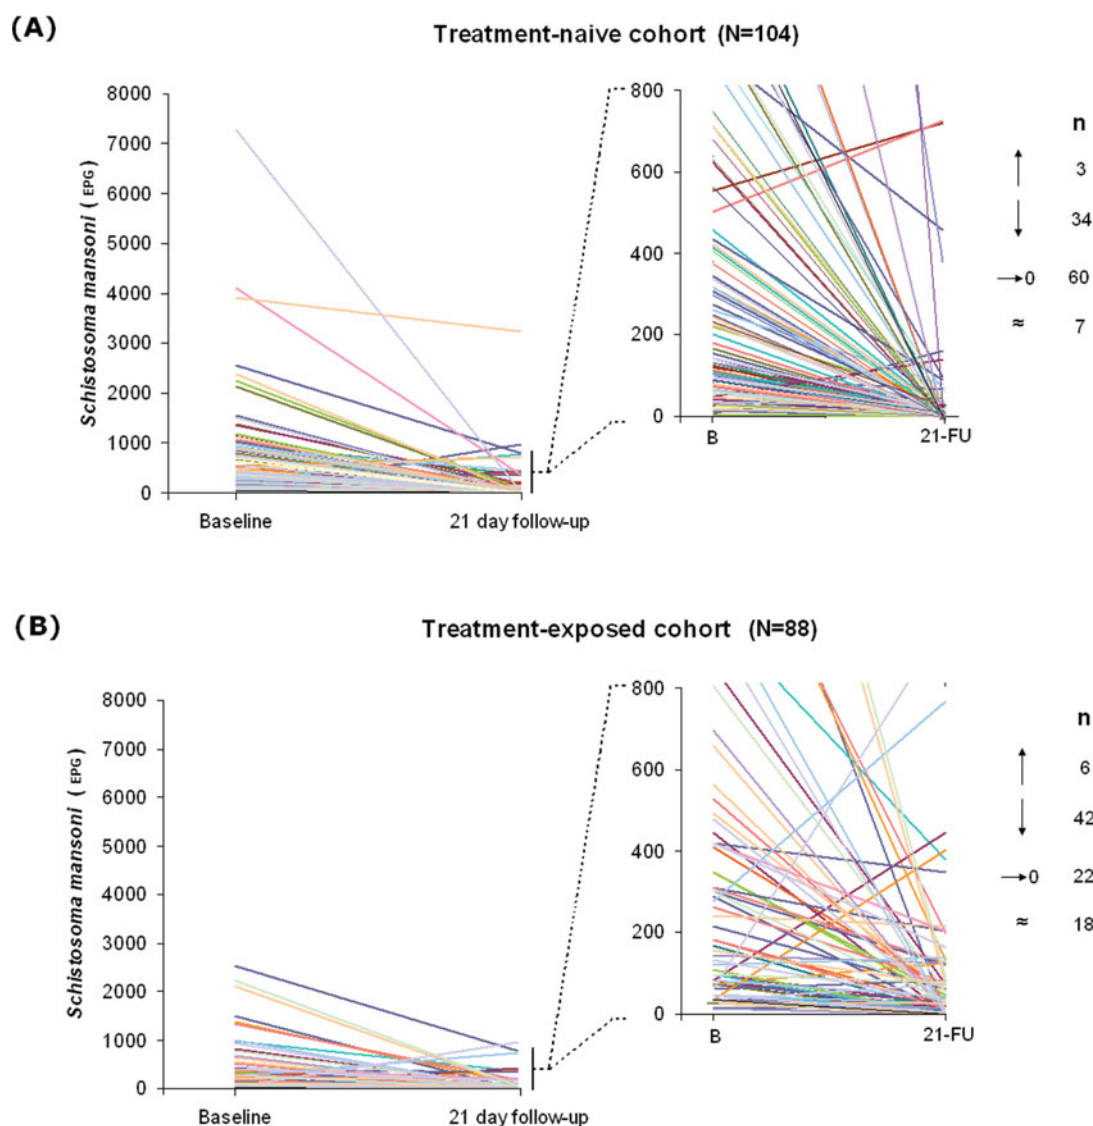 (A)
Treatment-naive cohort (N=104)
Schistosoma mansoni (EPG)
8000
7000
6000
5000
4000
3000
2000
1000
0
Baseline
21 day follow-up
800
600
400
200
0
B
21-FU
n
↑ 3
↓ 34
→0 60
≈ 7
(B)
Treatment-exposed cohort (N=88)
Schistosoma mansoni (EPG)
8000
7000
6000
5000
4000
3000
2000
1000
0
Baseline
21 day follow-up
800
600
400
200
0
B
21-FU
n
↑ 6
↓ 42
→0 22
≈ 18